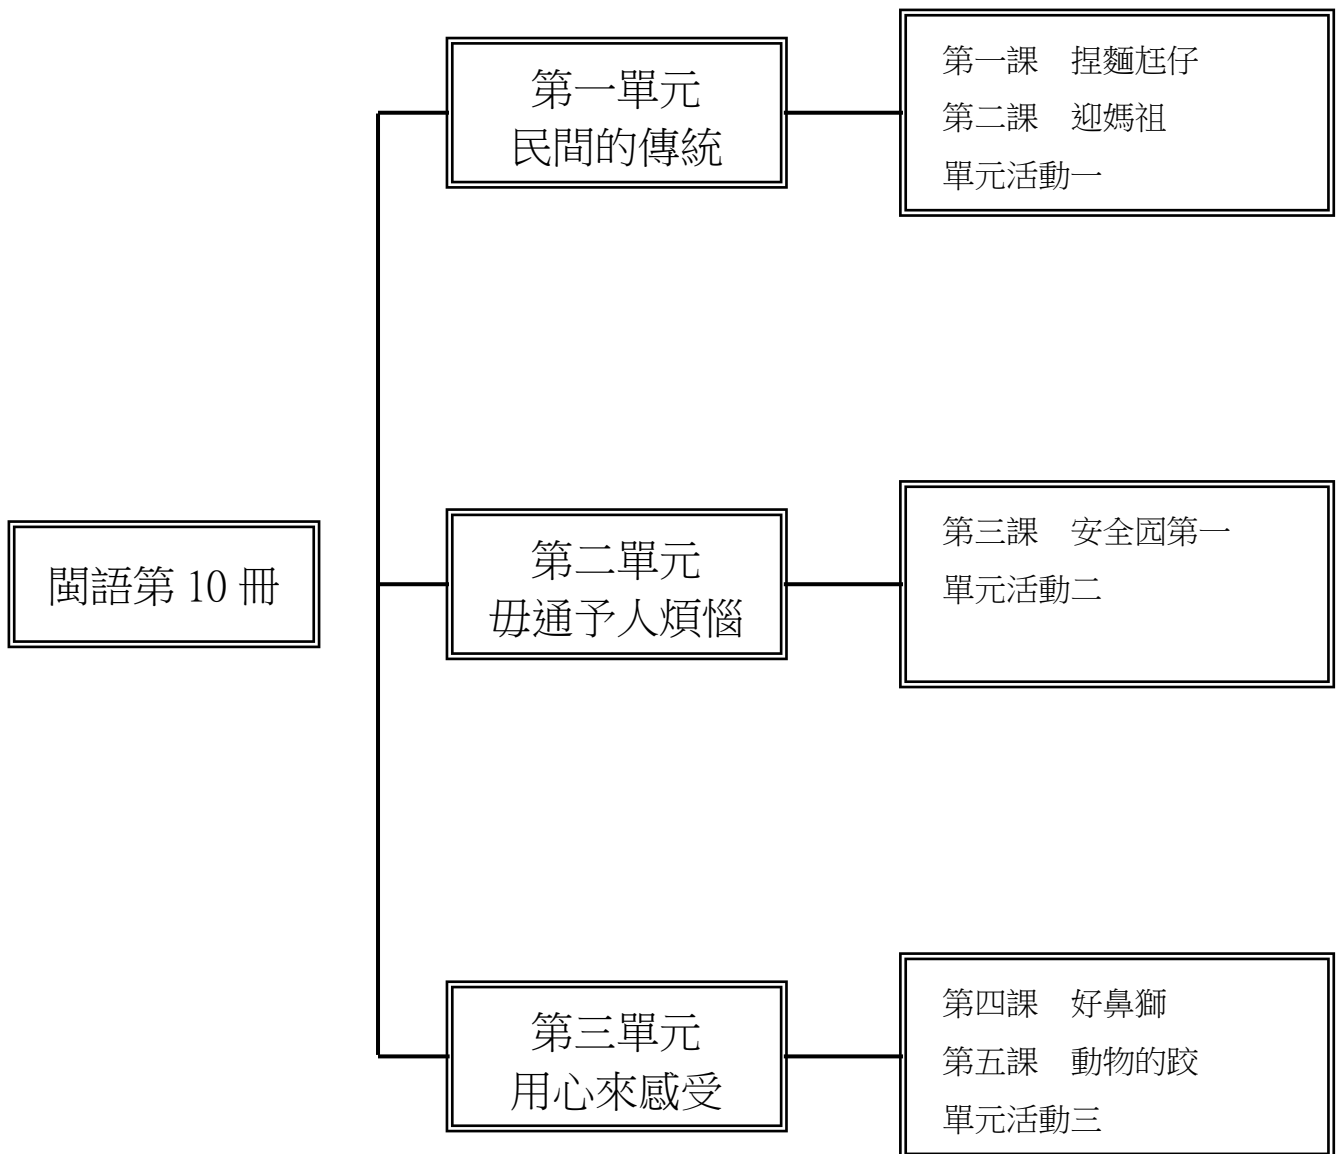 閩語第 10 冊
第一單元
民間的傳統
第一課　捏麵尪仔
第二課　迎媽祖
單元活動一
第二單元
毋通予人煩惱
第三課　安全囥第一
單元活動二
第三單元
用心來感受
第四課　好鼻獅
第五課　動物的跤
單元活動三